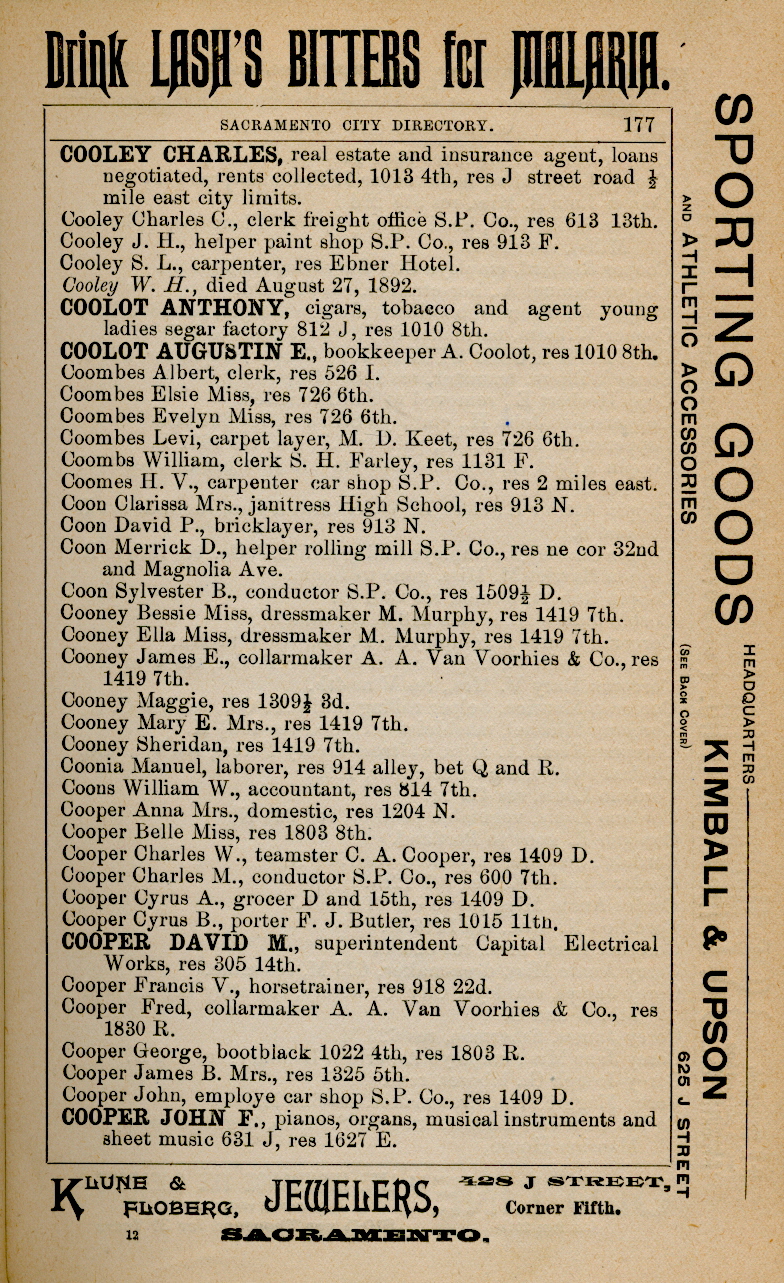 Drink LASH'S BITTERS for MALARIA.
SACRAMENTO CITY DIRECTORY. 177
COOLEY CHARLES, real estate and insurance agent, loans
negotiated, rents collected, 1013 4th, res J street road ½
mile east city limits.
Cooley Charles C., clerk freight office S.P. Co., res 613 13th.
Cooley J. H., helper paint shop S.P. Co., res 913 F.
Cooley S. L., carpenter, res Ebner Hotel.
Cooley W. H., died August 27, 1892.
COOLOT ANTHONY, cigars, tobacco and agent young
ladies segar factory 812 J, res 1010 8th.
COOLOT AUGUSTIN E., bookkeeper A. Coolot, res 1010 8th.
Coombes Albert, clerk, res 526 I.
Coombes Elsie Miss, res 726 6th.
Coombes Evelyn Miss, res 726 6th.
Coombes Levi, carpet layer, M. D. Keet, res 726 6th.
Coombs William, clerk S. H. Farley, res 1131 F.
Coomes H. V., carpenter car shop S.P. Co., res 2 miles east.
Coon Clarissa Mrs., janitress High School, res 913 N.
Coon David P., bricklayer, res 913 N.
Coon Merrick D., helper rolling mill S.P. Co., res ne cor 32nd
and Magnolia Ave.
Coon Sylvester B., conductor S.P. Co., res 1509½ D.
Cooney Bessie Miss, dressmaker M. Murphy, res 1419 7th.
Cooney Ella Miss, dressmaker M. Murphy, res 1419 7th.
Cooney James E., collarmaker A. A. Van Voorhies & Co., res
1419 7th.
Cooney Maggie, res 1309½ 3d.
Cooney Mary E. Mrs., res 1419 7th.
Cooney Sheridan, res 1419 7th.
Coonia Manuel, laborer, res 914 alley, bet Q and R.
Coons William W., accountant, res 814 7th.
Cooper Anna Mrs., domestic, res 1204 N.
Cooper Belle Miss, res 1803 8th.
Cooper Charles W., teamster C. A. Cooper, res 1409 D.
Cooper Charles M., conductor S.P. Co., res 600 7th.
Cooper Cyrus A., grocer D and 15th, res 1409 D.
Cooper Cyrus B., porter F. J. Butler, res 1015 11th.
COOPER DAVID M., superintendent Capital Electrical
Works, res 305 14th.
Cooper Francis V., horsetrainer, res 918 22d.
Cooper Fred, collarmaker A. A. Van Voorhies & Co., res
1830 R.
Cooper George, bootblack 1022 4th, res 1803 R.
Cooper James B. Mrs., res 1325 5th.
Cooper John, employe car shop S.P. Co., res 1409 D.
COOPER JOHN F., pianos, organs, musical instruments and
sheet music 631 J, res 1627 E.
SPORTING GOODS
AND ATHLETIC ACCESSORIES
(SEE BACK COVER)
HEADQUARTERS
KIMBALL & UPSON
625 J STREET
KLUNE &
FLOBERG, JEWELERS, 428 J STREET,
Corner Fifth.
12 SACRAMENTO.